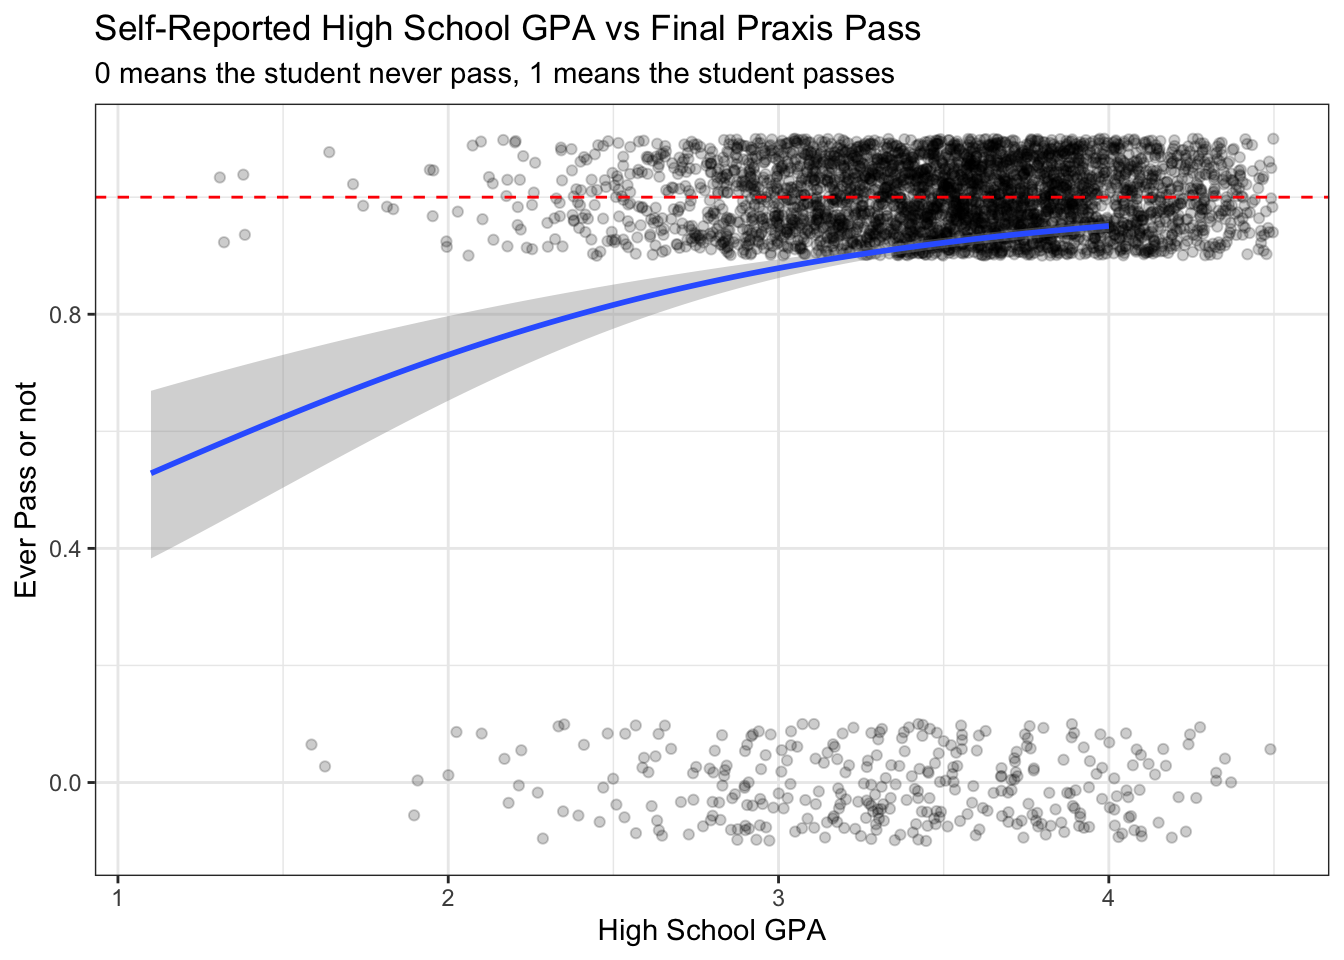 Self-Reported High School GPA vs Final Praxis Pass
0 means the student never pass, 1 means the student passes
Ever Pass or not
0.8
0.4
0.0
1 2 3 4
High School GPA